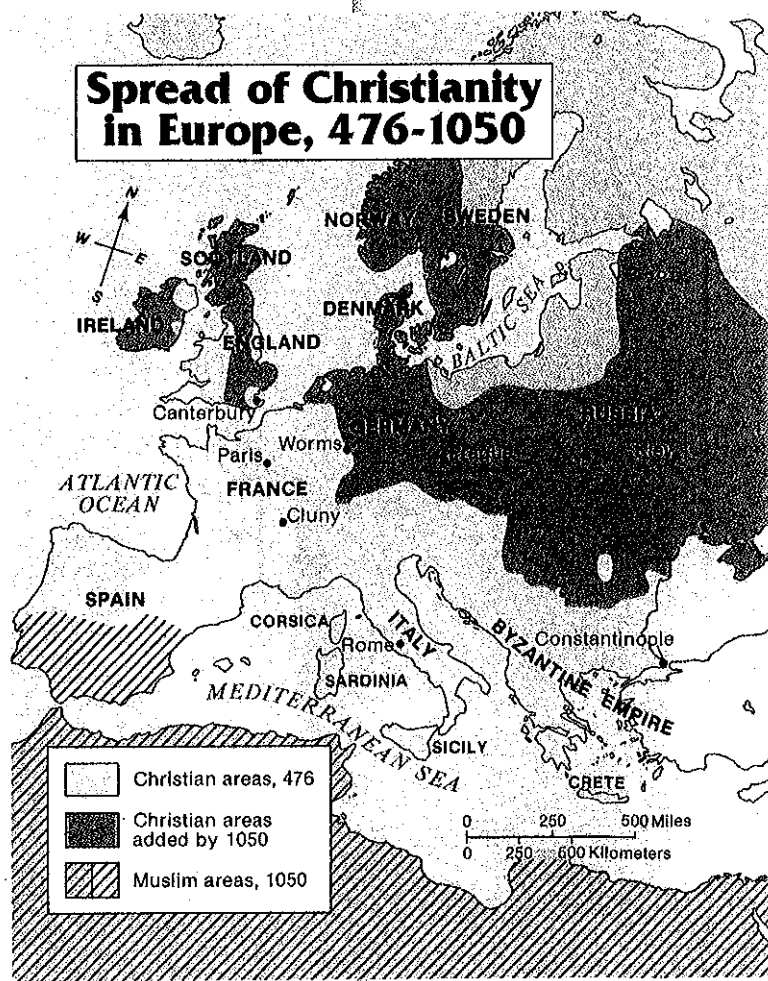 Spread of Christianity
in Europe, 476-1050
N
W
E
S
NORWAY
SWEDEN
SCOTLAND
DENMARK
BALTIC SEA
IRELAND
ENGLAND
Canterbury
GERMANY
RUSSIA
Paris
Worms
ATLANTIC
OCEAN
FRANCE
Cluny
SPAIN
CORSICA
ITALY
Rome
BYZANTINE EMPIRE
Constantinople
SARDINIA
MEDITERRANEAN SEA
SICILY
CRETE
Christian areas, 476
Christian areas
added by 1050
Muslim areas, 1050
0 250 500 Miles
0 250 500 Kilometers